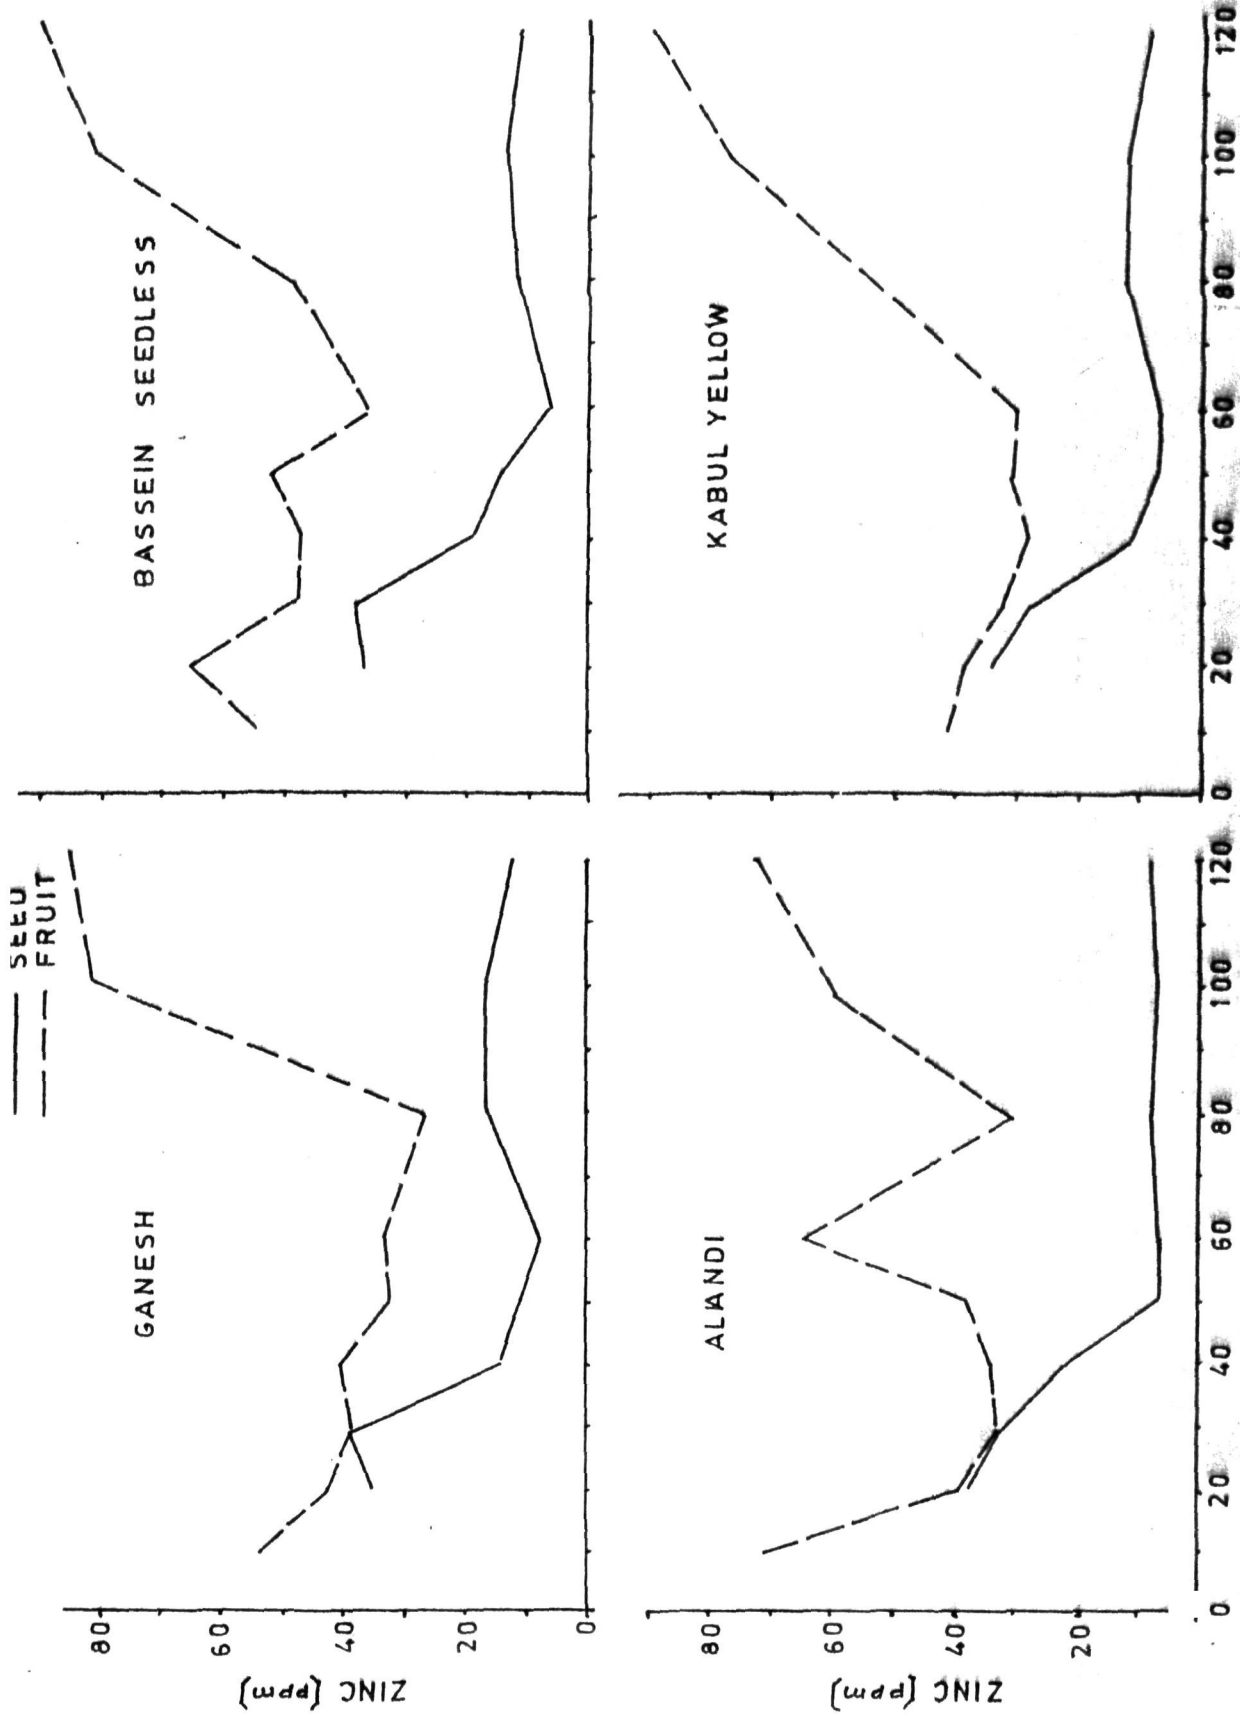 SEED
FRUIT
GANESH
BASSEIN SEEDLESS
80
60
40
20
0
ZINC (ppm)
ALANDI
KABUL YELLOW
80
60
40
20
ZINC (ppm)
0 20 40 60 80 100 120 0 20 40 60 80 100 120